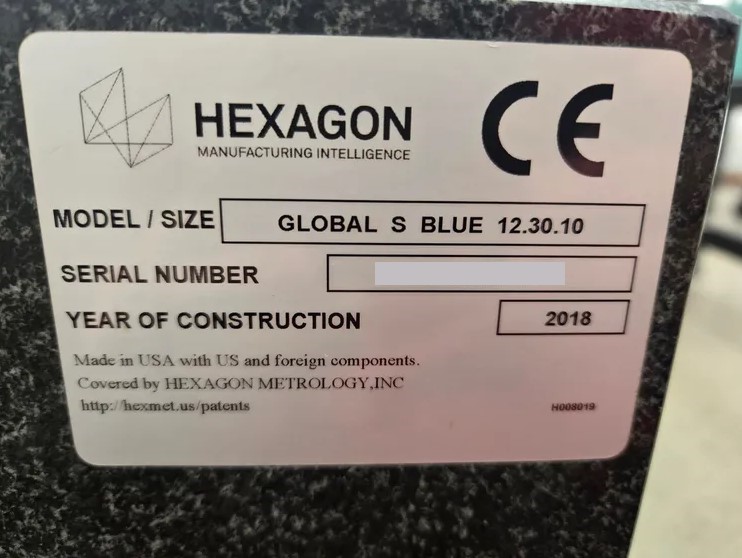 HEXAGON
MANUFACTURING INTELLIGENCE
CE
MODEL / SIZE GLOBAL S BLUE 12.30.10
SERIAL NUMBER
YEAR OF CONSTRUCTION 2018
Made in USA with US and foreign components.
Covered by HEXAGON METROLOGY,INC
http://hexmet.us/patents
H008019